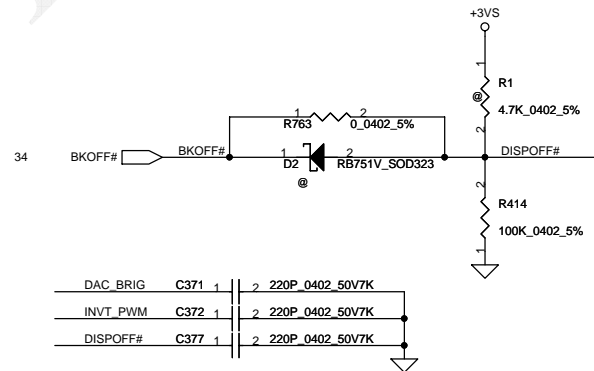 +3VS
1
R1
@
4.7K_0402_5%
2
1 2
R763 0_0402_5%
34 BKOFF# BKOFF# 1 2 DISPOFF#
D2 RB751V_SOD323
@
2
R414
100K_0402_5%
1
DAC_BRIG C371 1 2 220P_0402_50V7K
INVT_PWM C372 1 2 220P_0402_50V7K
DISPOFF# C377 1 2 220P_0402_50V7K